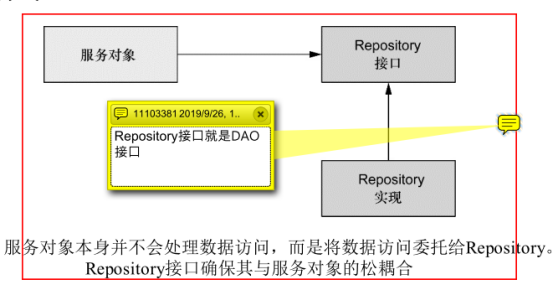 服务对象
Repository
接口
11103381 2019/9/26, 1..
Repository接口就是DAO
接口
Repository
实现
服务对象本身并不会处理数据访问，而是将数据访问委托给Repository。
Repository接口确保其与服务对象的松耦合